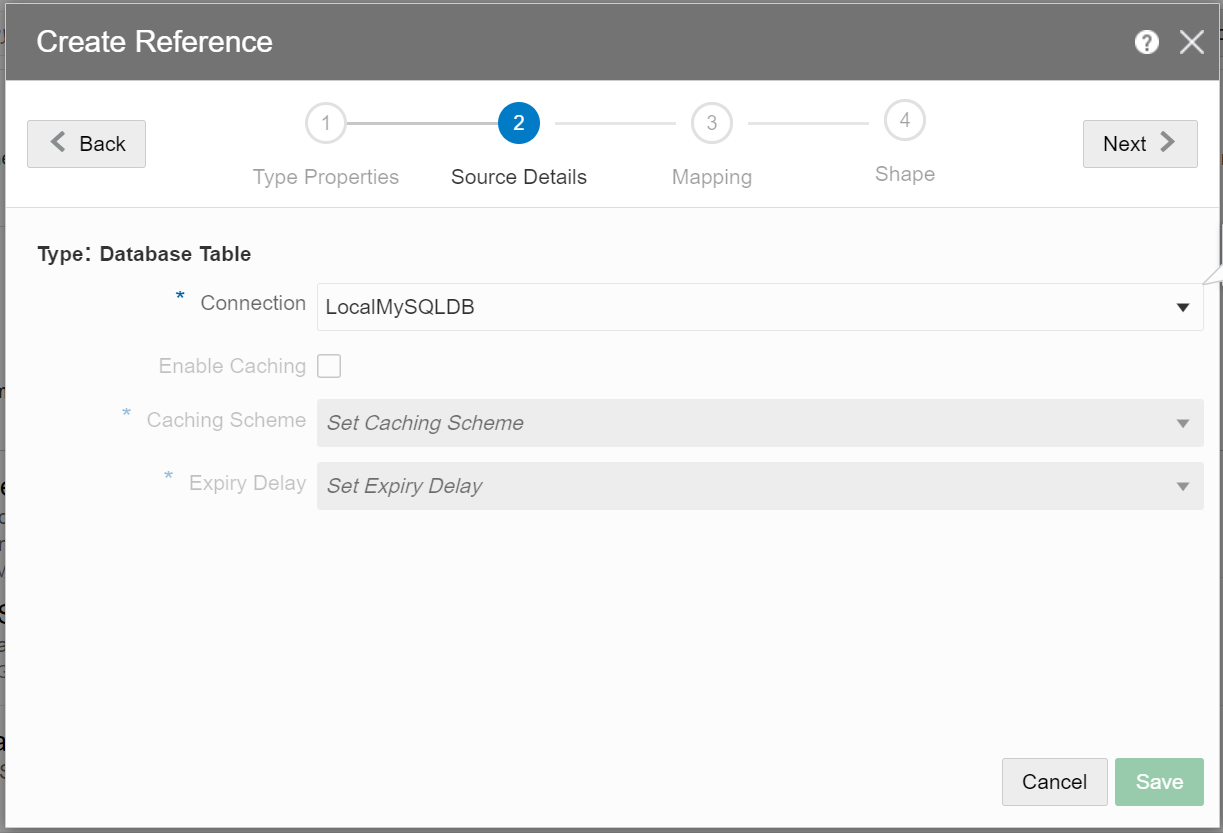 Create Reference
?
Back
1
2
3
4
Next
Type Properties
Source Details
Mapping
Shape
Type: Database Table
* Connection
LocalMySQLDB
Enable Caching
* Caching Scheme
Set Caching Scheme
* Expiry Delay
Set Expiry Delay
Cancel
Save